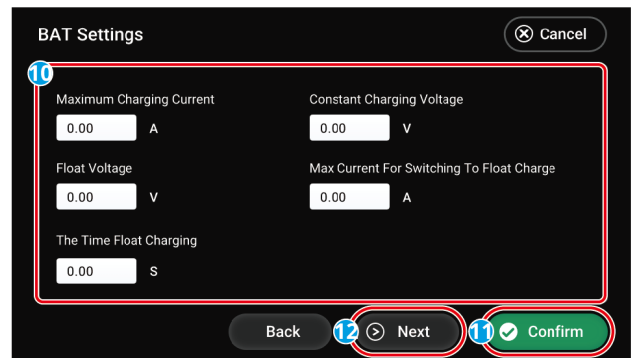 BAT Settings
Cancel
10
Maximum Charging Current
Constant Charging Voltage
0.00 A
0.00 V
Float Voltage
Max Current For Switching To Float Charge
0.00 V
0.00 A
The Time Float Charging
0.00 S
Back
12 Next
11 Confirm